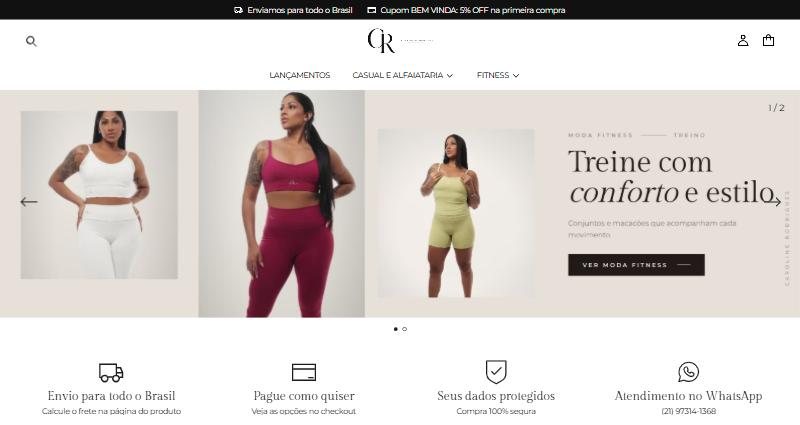 Enviamos para todo o Brasil
Cupom BEM VINDA: 5% OFF na primeira compra
CR
LANÇAMENTOS
CASUAL E ALFAIATARIA
FITNESS
1 / 2
MODA FITNESS
TREINO
Treine com
conforto e estilo
Conjuntos e macacões que acompanham cada
movimento.
VER MODA FITNESS
CAROLINE RODRIGUES
Envio para todo o Brasil
Calcule o frete na página do produto
Pague como quiser
Veja as opções no checkout
Seus dados protegidos
Compra 100% segura
Atendimento no WhatsApp
(21) 97314-1368